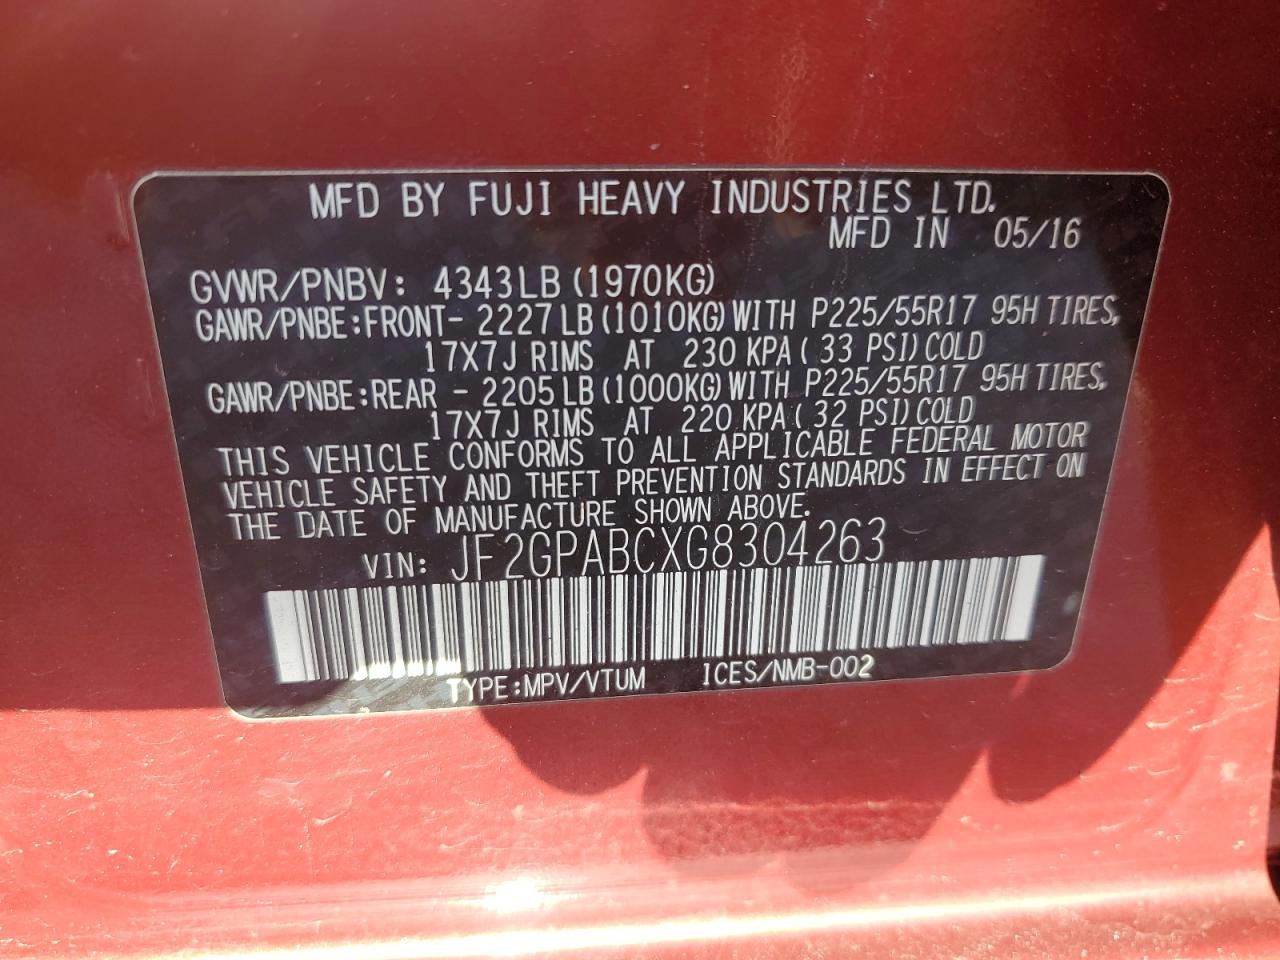 MFD BY FUJI HEAVY INDUSTRIES LTD.
MFD IN 05/16
GVWR/PNBV: 4343LB (1970KG)
GAWR/PNBE:FRONT- 2227LB (1010KG) WITH P225/55R17 95H TIRES,
17X7J RIMS AT 230 KPA ( 33 PSI) COLD
GAWR/PNBE:REAR - 2205LB (1000KG) WITH P225/55R17 95H TIRES,
17X7J RIMS AT 220 KPA ( 32 PSI) COLD
THIS VEHICLE CONFORMS TO ALL APPLICABLE FEDERAL MOTOR
VEHICLE SAFETY AND THEFT PREVENTION STANDARDS IN EFFECT ON
THE DATE OF MANUFACTURE SHOWN ABOVE.
VIN: JF2GPABCXG8304263
TYPE:MPV/VTUM ICES/NMB-002